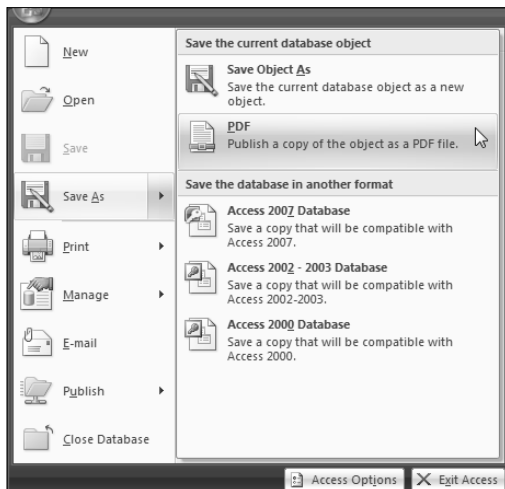 New
Open
Save
Save As
Print
Manage
E-mail
Publish
Close Database
Save the current database object
Save Object As
Save the current database object as a new
object.
PDF
Publish a copy of the object as a PDF file.
Save the database in another format
Access 2007 Database
Save a copy that will be compatible with
Access 2007.
Access 2002 - 2003 Database
Save a copy that will be compatible with
Access 2002-2003.
Access 2000 Database
Save a copy that will be compatible with
Access 2000.
Access Options
Exit Access